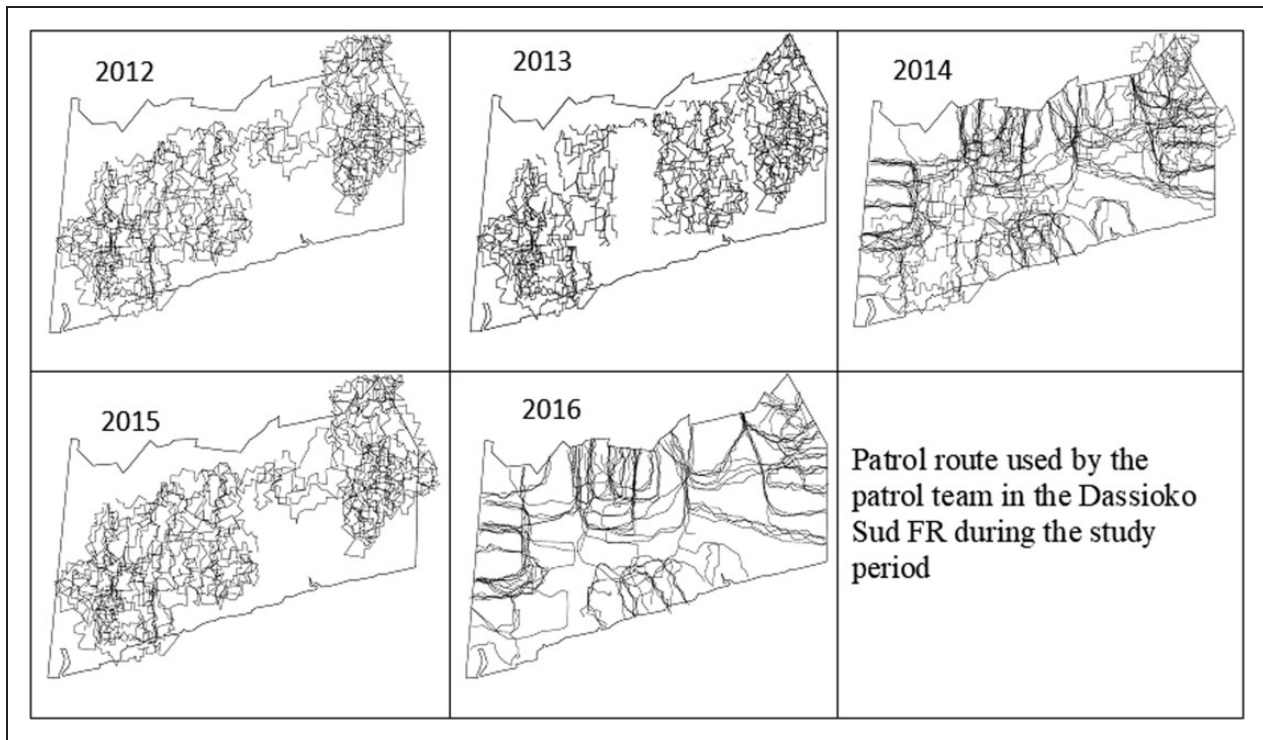 2012
2013
2014
2015
2016
Patrol route used by the
patrol team in the Dassioko
Sud FR during the study
period